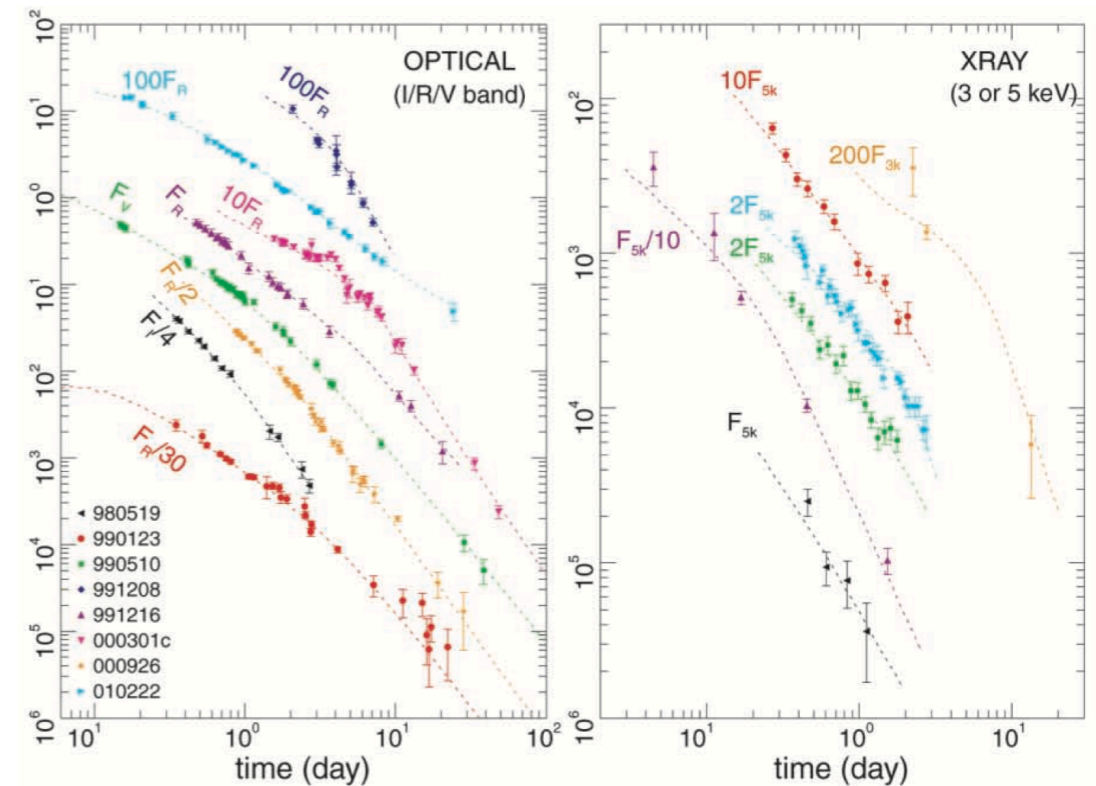 OPTICAL
(I/R/V band)
100F_R
100F_R
F_V
F_R
10F_R
F_R/2
F_I/4
F_R/30
980519
990123
990510
991208
991216
000301c
000926
010222
10^2
10^1
10^0
10^1
10^2
10^3
10^4
10^5
10^6
10^1
10^0
10^1
10^2
time (day)
XRAY
(3 or 5 keV)
10F_5k
200F_3k
2F_5k
2F_5k
F_5k/10
F_5k
10^2
10^3
10^4
10^5
10^6
10^1
10^0
10^1
time (day)